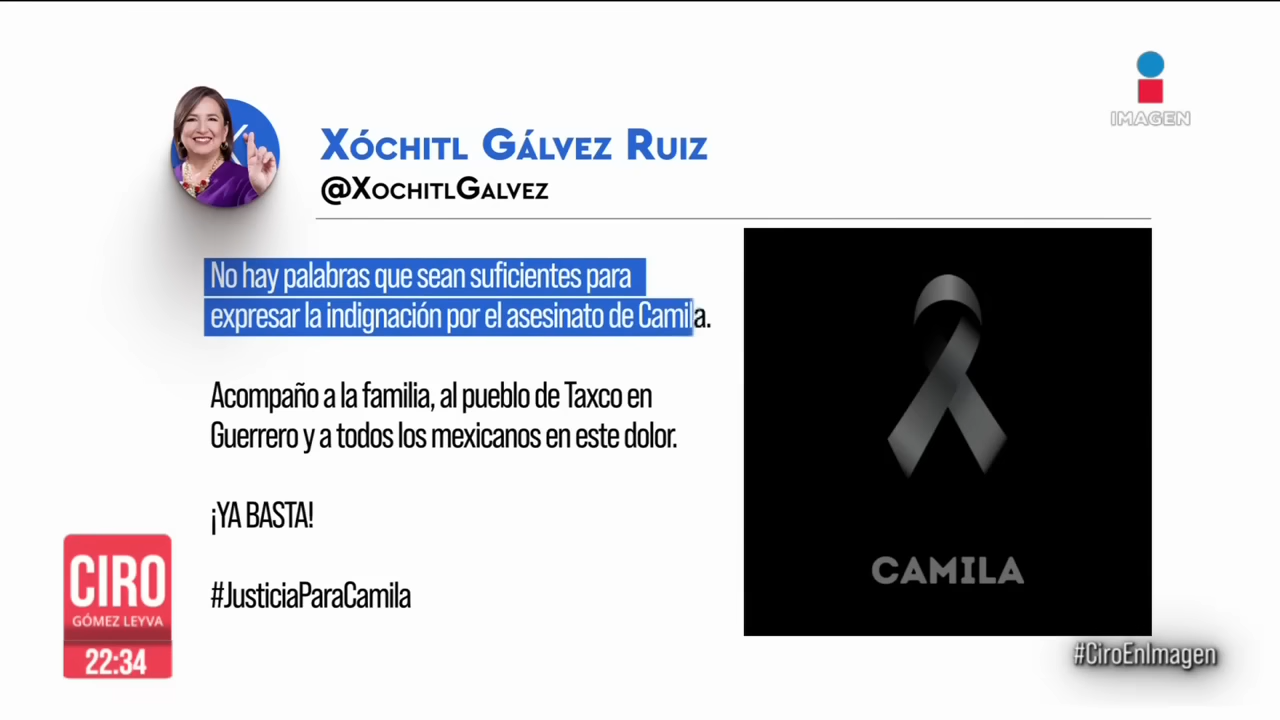 IMAGEN
XÓCHITL GÁLVEZ RUIZ
@XOCHITLGALVEZ
No hay palabras que sean suficientes para
expresar la indignación por el asesinato de Camila.
Acompaño a la familia, al pueblo de Taxco en
Guerrero y a todos los mexicanos en este dolor.
¡YA BASTA!
#JusticiaParaCamila
CAMILA
CIRO
GÓMEZ LEYVA
22:34
#CiroEnImagen